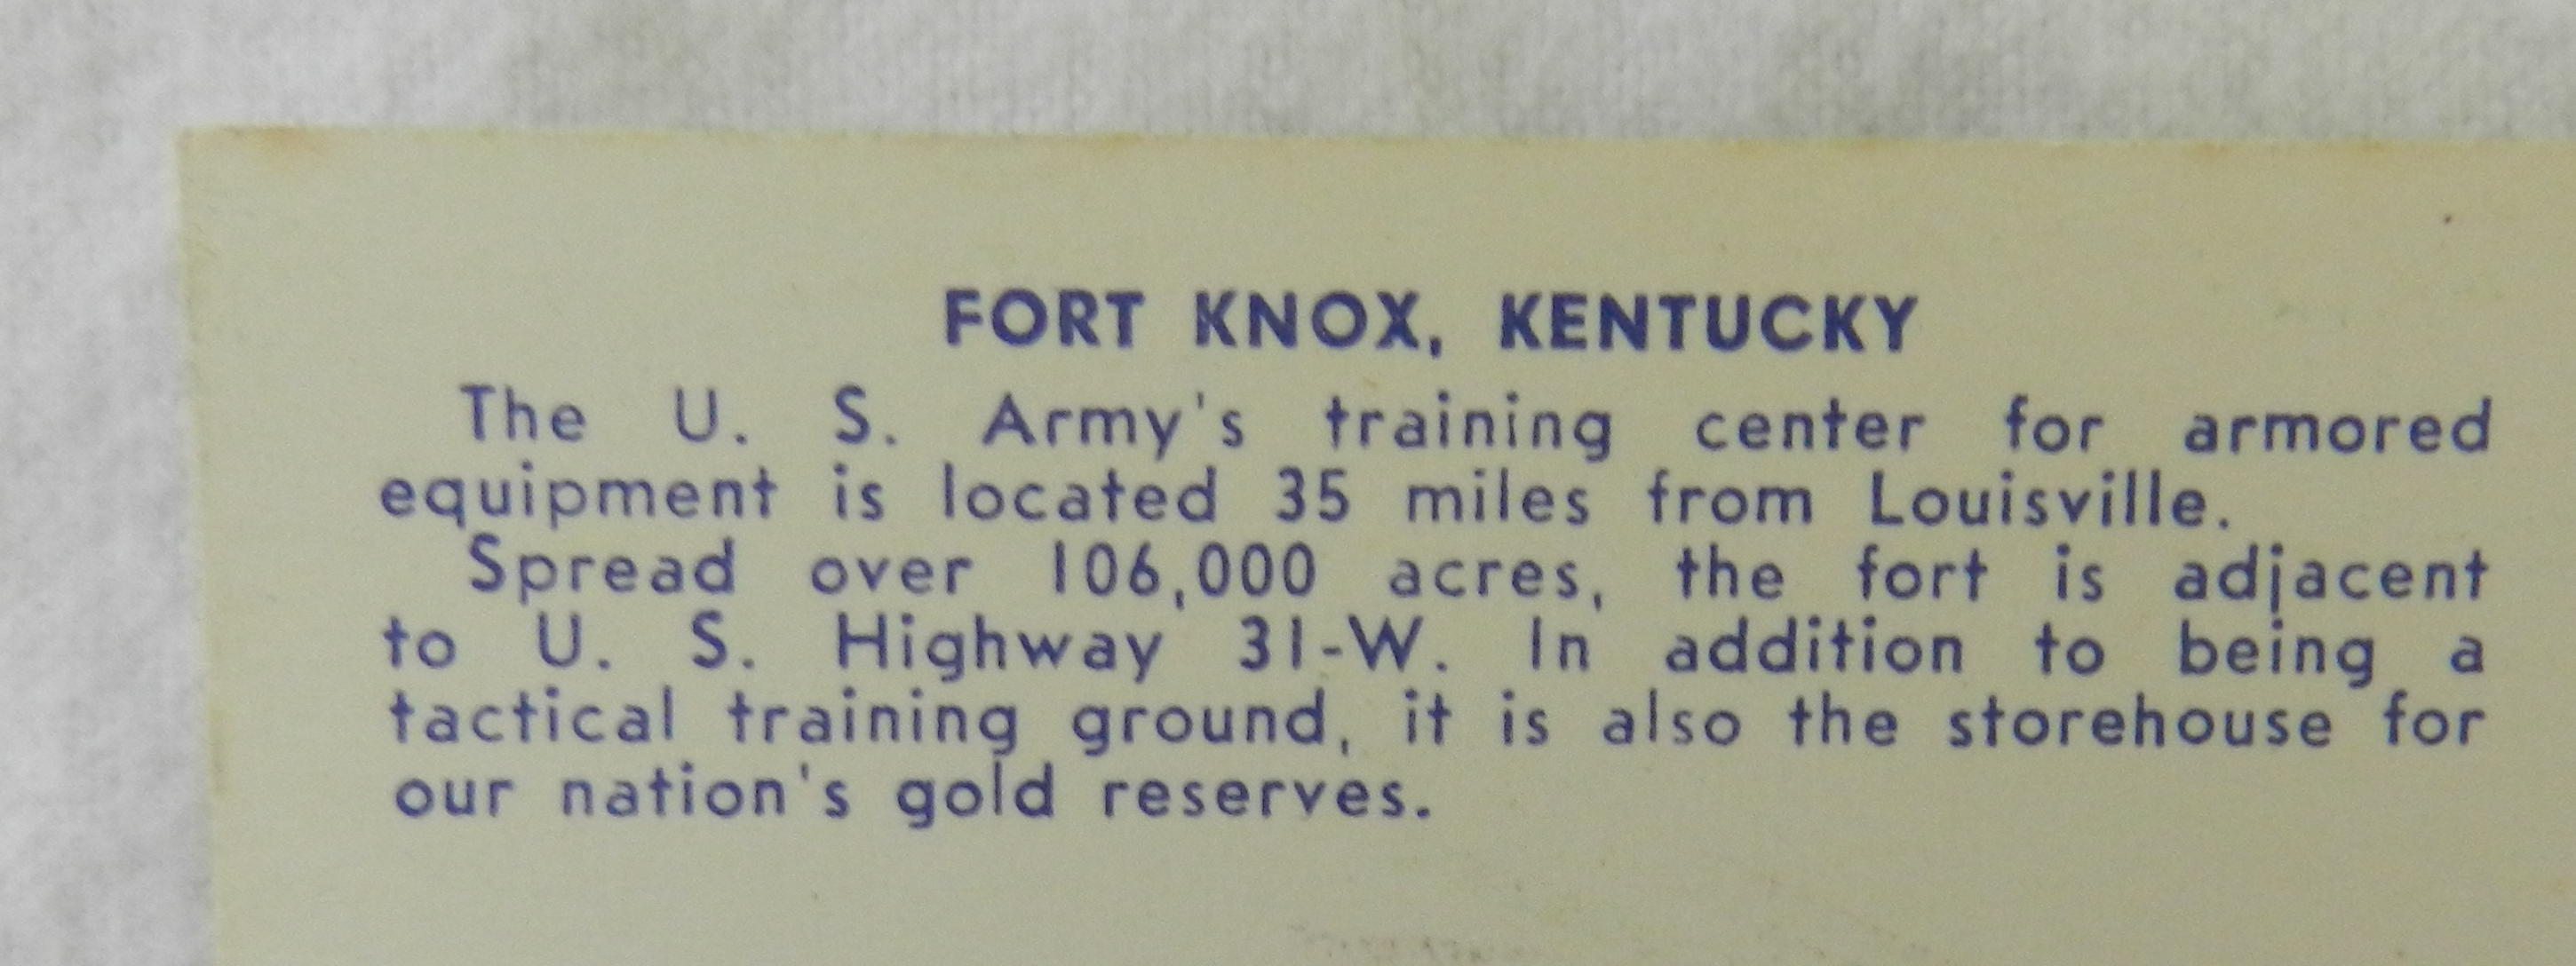 FORT KNOX, KENTUCKY
The U. S. Army's training center for armored
equipment is located 35 miles from Louisville.
Spread over 106,000 acres, the fort is adjacent
to U. S. Highway 31-W. In addition to being a
tactical training ground, it is also the storehouse for
our nation's gold reserves.